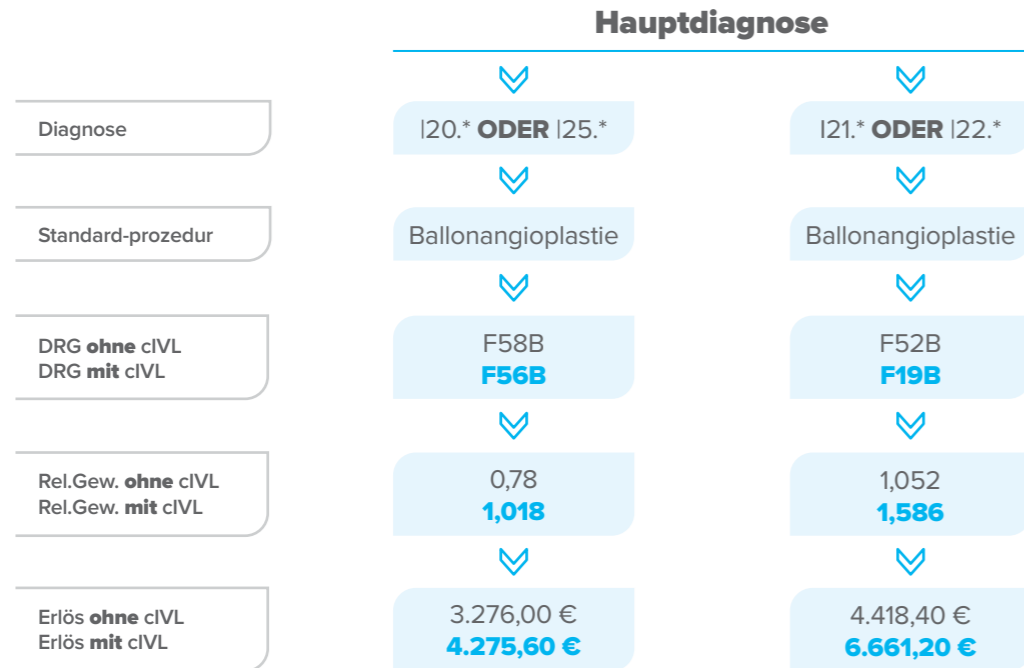 Hauptdiagnose
Diagnose
I20.* ODER I25.*
I21.* ODER I22.*
Standard-prozedur
Ballonangioplastie
Ballonangioplastie
DRG ohne cIVL
DRG mit cIVL
F58B
F56B
F52B
F19B
Rel.Gew. ohne cIVL
Rel.Gew. mit cIVL
0,78
1,018
1,052
1,586
Erlös ohne cIVL
Erlös mit cIVL
3.276,00 €
4.275,60 €
4.418,40 €
6.661,20 €